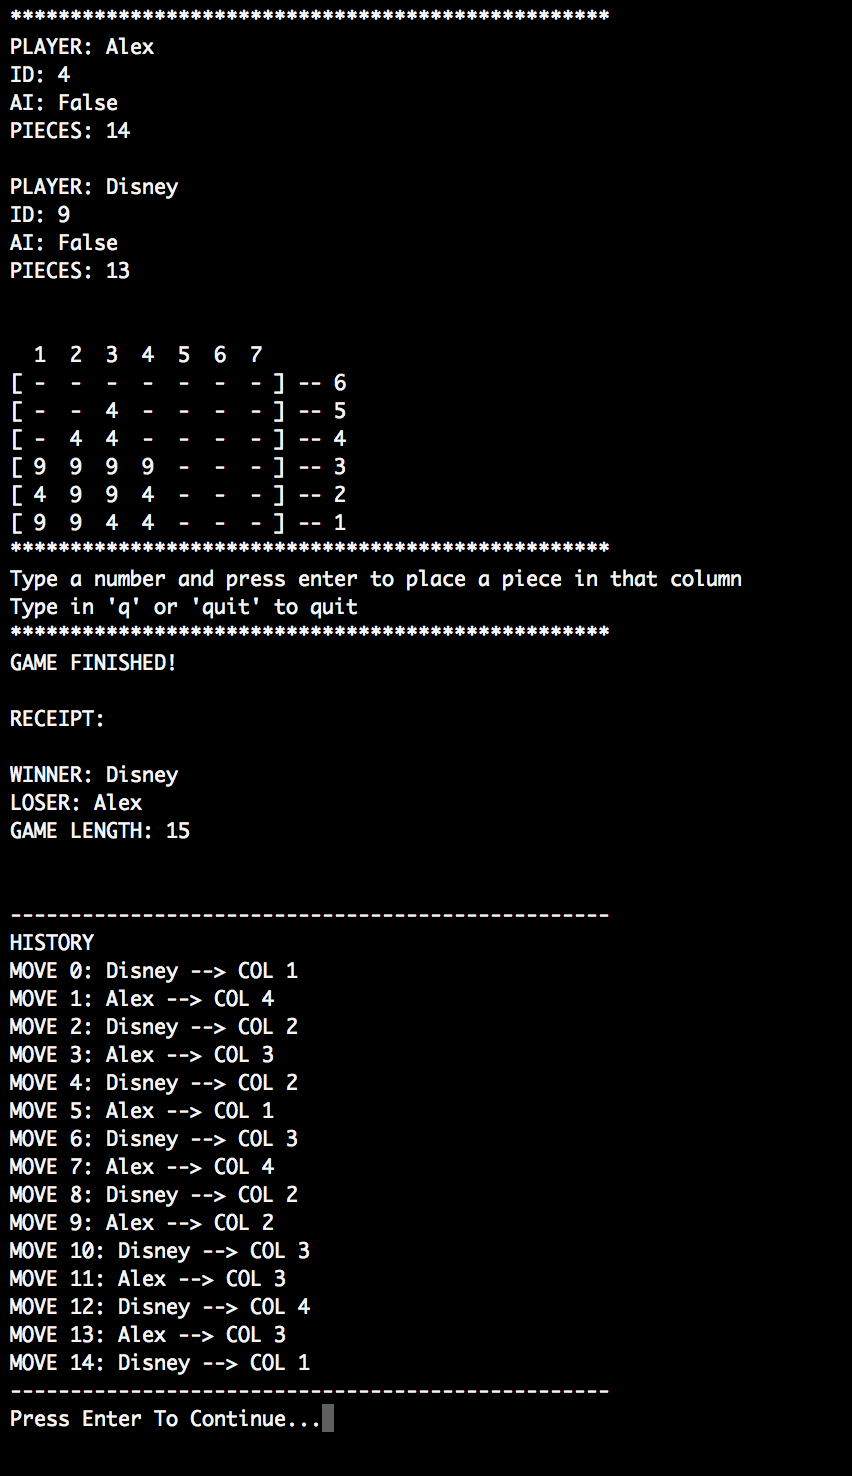 **************************************************
PLAYER: Alex
ID: 4
AI: False
PIECES: 14
PLAYER: Disney
ID: 9
AI: False
PIECES: 13
1 2 3 4 5 6 7
[ - - - - - - - ] -- 6
[ - - 4 - - - - ] -- 5
[ - 4 4 - - - - ] -- 4
[ 9 9 9 9 - - - ] -- 3
[ 4 9 9 4 - - - ] -- 2
[ 9 9 4 4 - - - ] -- 1
**************************************************
Type a number and press enter to place a piece in that column
Type in 'q' or 'quit' to quit
**************************************************
GAME FINISHED!
RECEIPT:
WINNER: Disney
LOSER: Alex
GAME LENGTH: 15
--------------------------------------------------
HISTORY
MOVE 0: Disney --> COL 1
MOVE 1: Alex --> COL 4
MOVE 2: Disney --> COL 2
MOVE 3: Alex --> COL 3
MOVE 4: Disney --> COL 2
MOVE 5: Alex --> COL 1
MOVE 6: Disney --> COL 3
MOVE 7: Alex --> COL 4
MOVE 8: Disney --> COL 2
MOVE 9: Alex --> COL 2
MOVE 10: Disney --> COL 3
MOVE 11: Alex --> COL 3
MOVE 12: Disney --> COL 4
MOVE 13: Alex --> COL 3
MOVE 14: Disney --> COL 1
--------------------------------------------------
Press Enter To Continue...